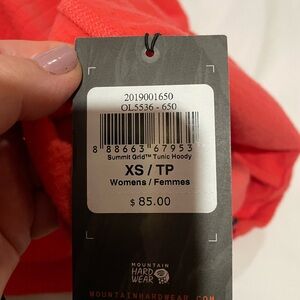 2019001650
OL5536 - 650
8 88663 67953
Summit Grid™ Tunic Hoody
XS / TP
Womens / Femmes
$ 85.00
MOUNTAIN
HARD
WEAR
MOUNTAINHARDWEAR.COM